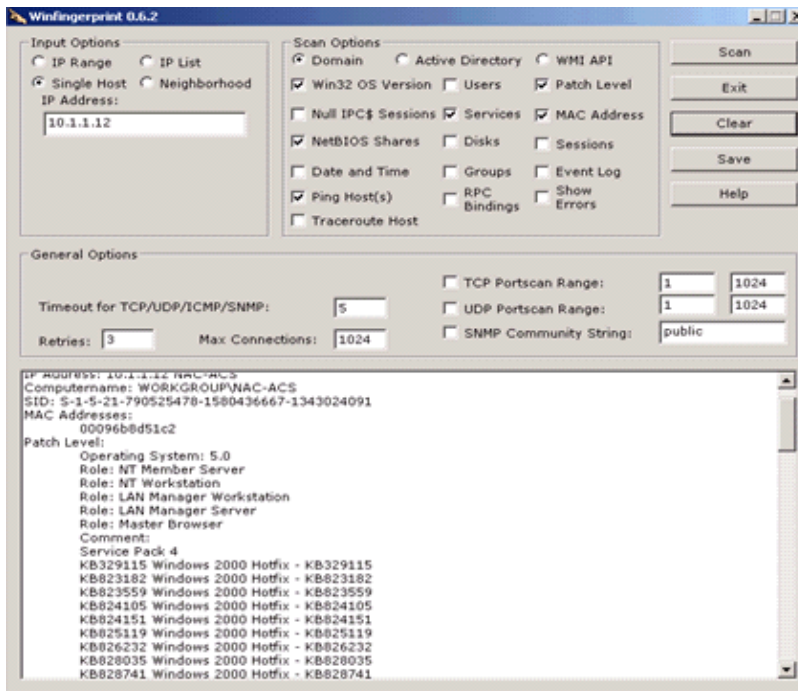 Winfingerprint 0.6.2
Input Options
IP Range
IP List
Single Host
Neighborhood
IP Address:
10.1.1.12
Scan Options
Domain
Active Directory
WMI API
Win32 OS Version
Users
Patch Level
Null IPC$ Sessions
Services
MAC Address
NetBIOS Shares
Disks
Sessions
Date and Time
Groups
Event Log
Ping Host(s)
RPC Bindings
Show Errors
Traceroute Host
Scan
Exit
Clear
Save
Help
General Options
Timeout for TCP/UDP/ICMP/SNMP:
5
Retries:
3
Max Connections:
1024
TCP Portscan Range:
1
1024
UDP Portscan Range:
1
1024
SNMP Community String:
public
IP Address: 10.1.1.12 NAC-ACS
Computername: WORKGROUP\NAC-ACS
SID: S-1-5-21-790525478-1580436667-1343024091
MAC Addresses:
00096b8d51c2
Patch Level:
Operating System: 5.0
Role: NT Member Server
Role: NT Workstation
Role: LAN Manager Workstation
Role: LAN Manager Server
Role: Master Browser
Comment:
Service Pack 4
KB329115 Windows 2000 Hotfix - KB329115
KB823182 Windows 2000 Hotfix - KB823182
KB823559 Windows 2000 Hotfix - KB823559
KB824105 Windows 2000 Hotfix - KB824105
KB824151 Windows 2000 Hotfix - KB824151
KB825119 Windows 2000 Hotfix - KB825119
KB826232 Windows 2000 Hotfix - KB826232
KB828035 Windows 2000 Hotfix - KB828035
KB828741 Windows 2000 Hotfix - KB828741